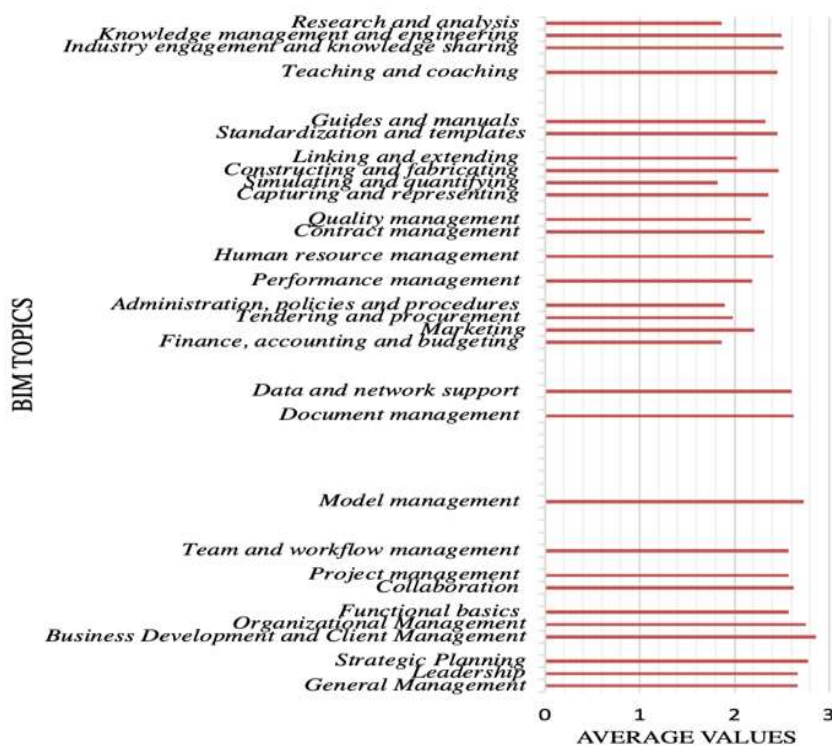 Research and analysis
Knowledge management and engineering
Industry engagement and knowledge sharing
Teaching and coaching
Guides and manuals
Standardization and templates
Linking and extending
Constructing and fabricating
Simulating and quantifying
Capturing and representing
Quality management
Contract management
Human resource management
Performance management
Administration, policies and procedures
Tendering and procurement
Marketing
Finance, accounting and budgeting
Data and network support
Document management
Model management
Team and workflow management
Project management
Collaboration
Functional basics
Organizational Management
Business Development and Client Management
Strategic Planning
Leadership
General Management
BIM TOPICS
0 1 2 3
AVERAGE VALUES